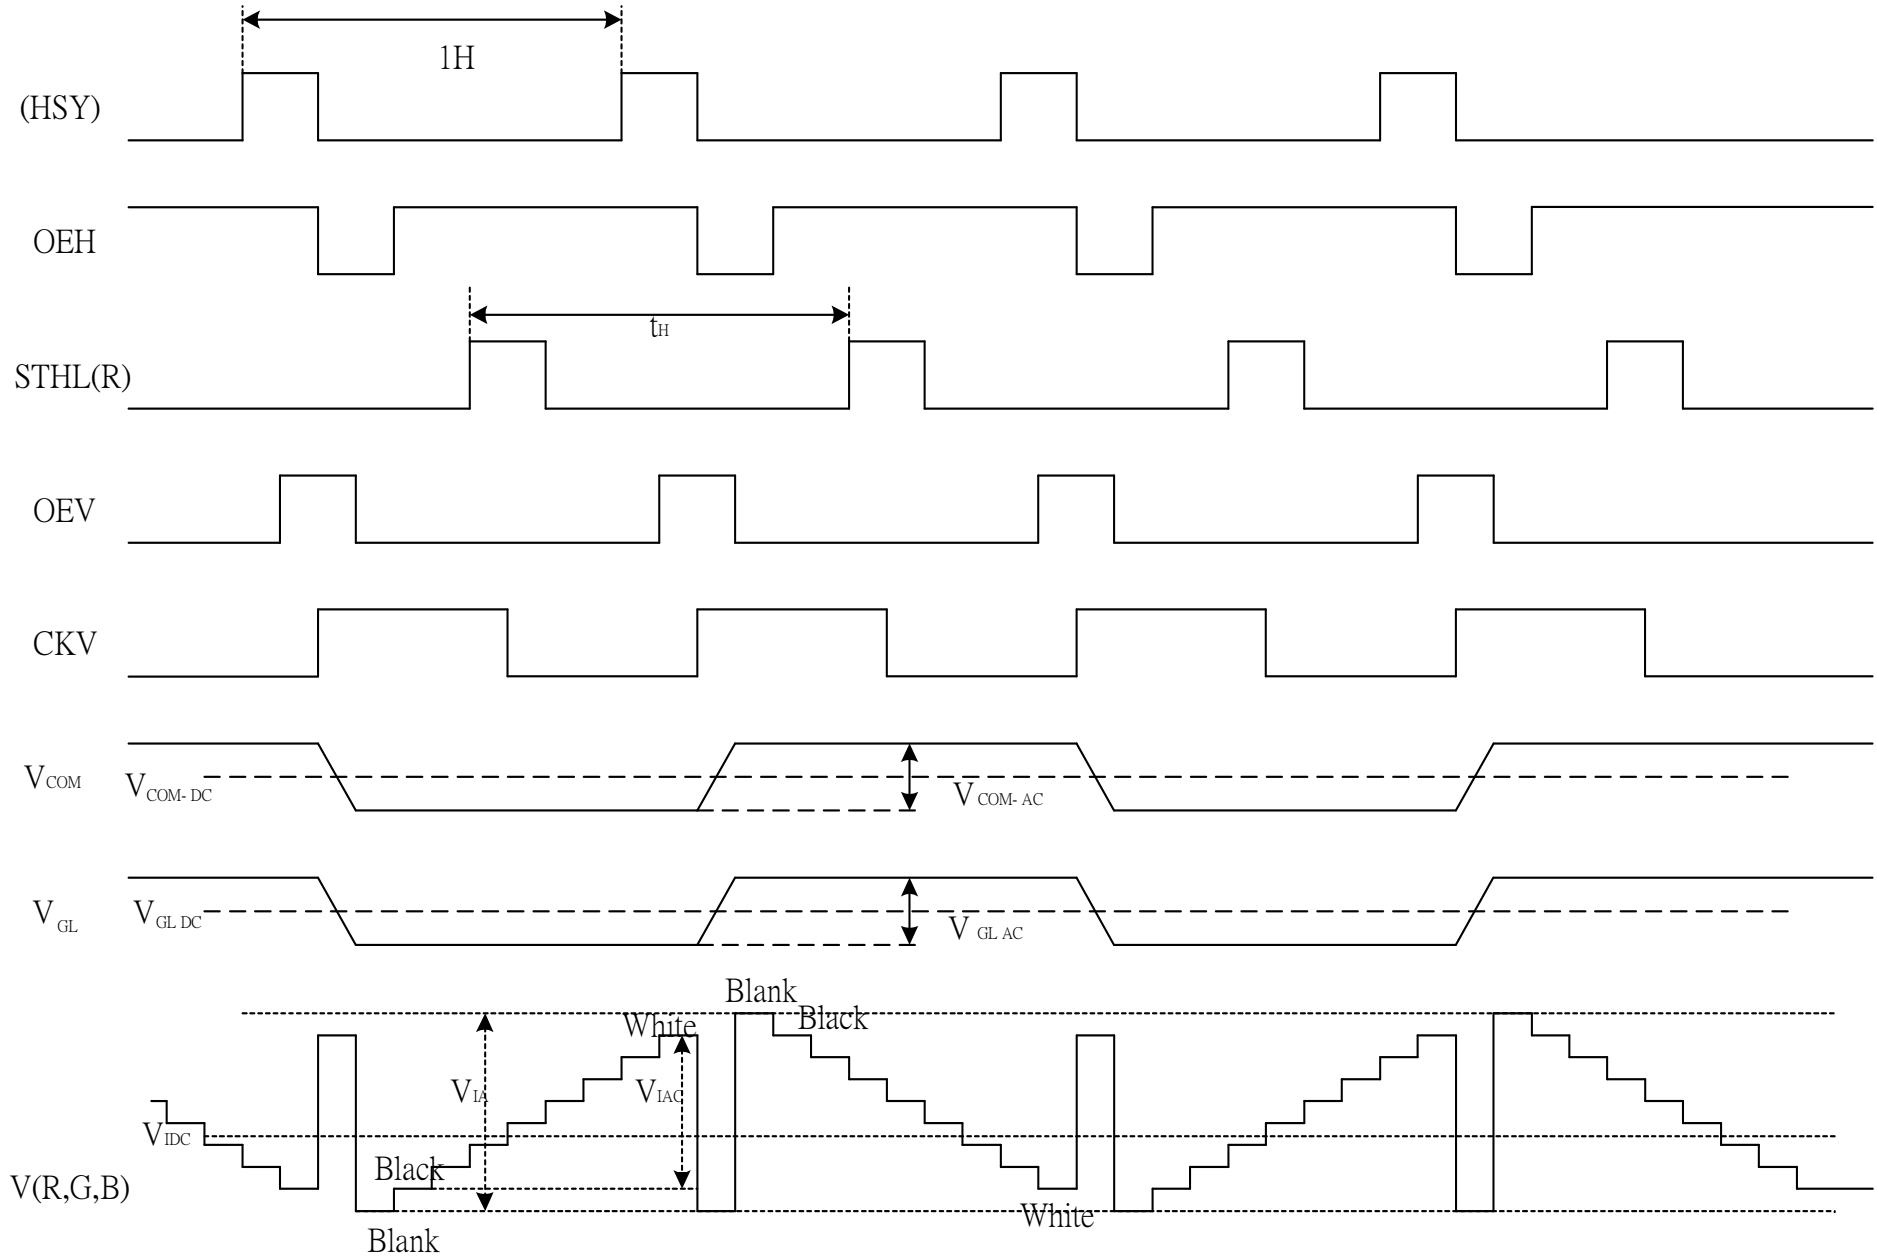 1H
(HSY)
OEH
tH
STHL(R)
OEV
CKV
VCOM
VCOM-DC
VCOM-AC
VGL
VGL DC
VGL AC
Blank
White
Black
VIA
VIAC
VIDC
Black
V(R,G,B)
White
Blank